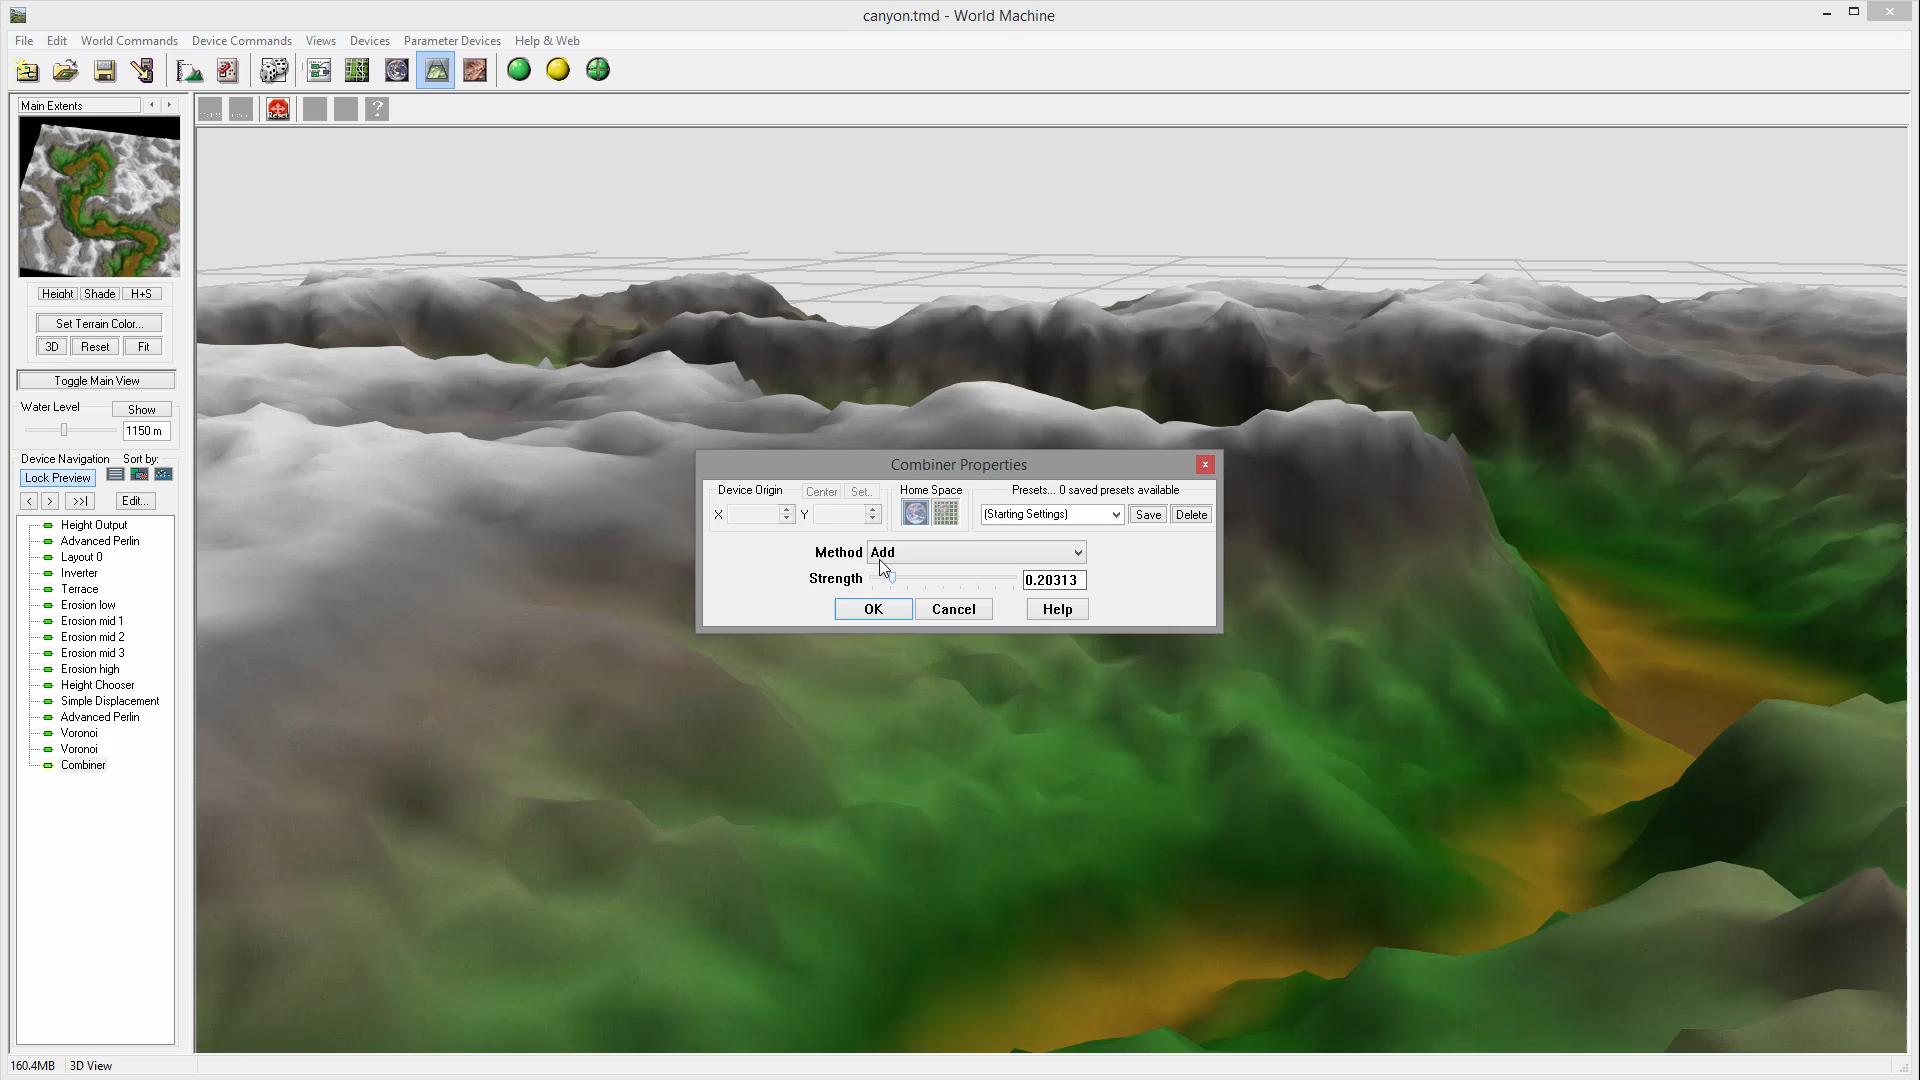 canyon.tmd - World Machine
File Edit World Commands Device Commands Views Devices Parameter Devices Help & Web
Main Extents
Reset
?
Height Shade H+S
Set Terrain Color...
3D Reset Fit
Toggle Main View
Water Level Show
1150 m
Device Navigation Sort by:
Lock Preview
< > >>| Edit...
Height Output
Advanced Perlin
Layout 0
Inverter
Terrace
Erosion low
Erosion mid 1
Erosion mid 2
Erosion mid 3
Erosion high
Height Chooser
Simple Displacement
Advanced Perlin
Voronoi
Voronoi
Combiner
Combiner Properties
x
Device Origin Center Set.. Home Space Presets... 0 saved presets available
X Y (Starting Settings) Save Delete
Method Add
Strength 0.20313
OK Cancel Help
160.4MB 3D View